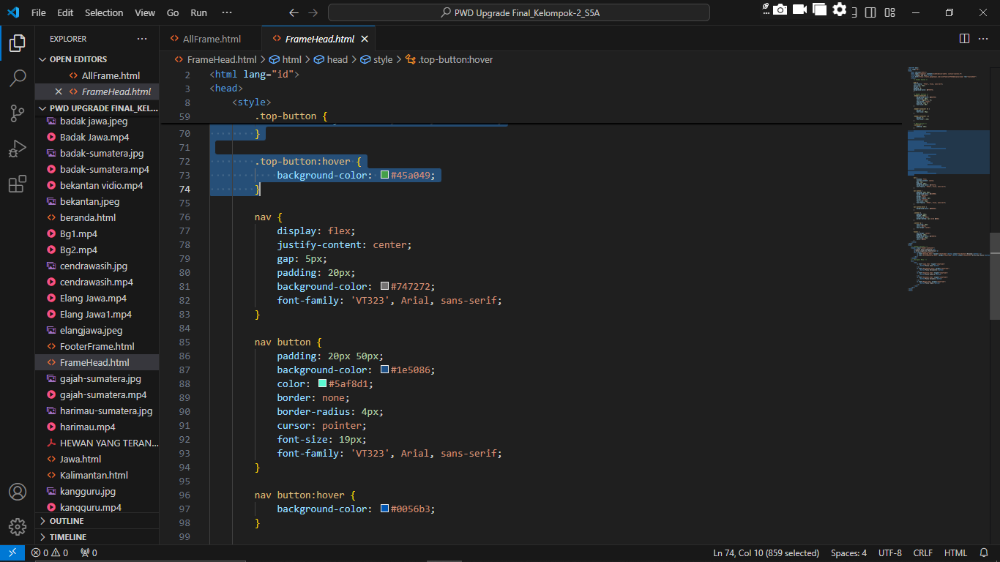 File Edit Selection View Go Run ··· PWD Upgrade Final_Kelompok-2_S5A
EXPLORER ···
OPEN EDITORS
AllFrame.html
FrameHead.html
PWD UPGRADE FINAL_KEL...
badak jawa.jpeg
Badak Jawa.mp4
badak-sumatera.jpg
badak-sumatera.mp4
bekantan vidio.mp4
bekantan.jpeg
beranda.html
Bg1.mp4
Bg2.mp4
cendrawasih.jpg
cendrawasih.mp4
Elang Jawa.mp4
Elang Jawa1.mp4
elangjawa.jpeg
FooterFrame.html
FrameHead.html
gajah-sumatera.jpg
gajah-sumatera.mp4
harimau-sumatera.jpg
harimau.mp4
HEWAN YANG TERAN...
Jawa.html
Kalimantan.html
kangguru.jpg
kangguru.mp4
OUTLINE
TIMELINE
AllFrame.html FrameHead.html
FrameHead.html > html > head > style > .top-button:hover
2 <html lang="id">
3 <head>
8 <style>
59 .top-button {
70 }
71
72 .top-button:hover {
73 background-color: #45a049;
74 }
75
76 nav {
77 display: flex;
78 justify-content: center;
79 gap: 5px;
80 padding: 20px;
81 background-color: #747272;
82 font-family: 'VT323', Arial, sans-serif;
83 }
84
85 nav button {
86 padding: 20px 50px;
87 background-color: #1e5086;
88 color: #5af8d1;
89 border: none;
90 border-radius: 4px;
91 cursor: pointer;
92 font-size: 19px;
93 font-family: 'VT323', Arial, sans-serif;
94 }
95
96 nav button:hover {
97 background-color: #0056b3;
98 }
99
0 0 0 Ln 74, Col 10 (859 selected) Spaces: 4 UTF-8 CRLF HTML